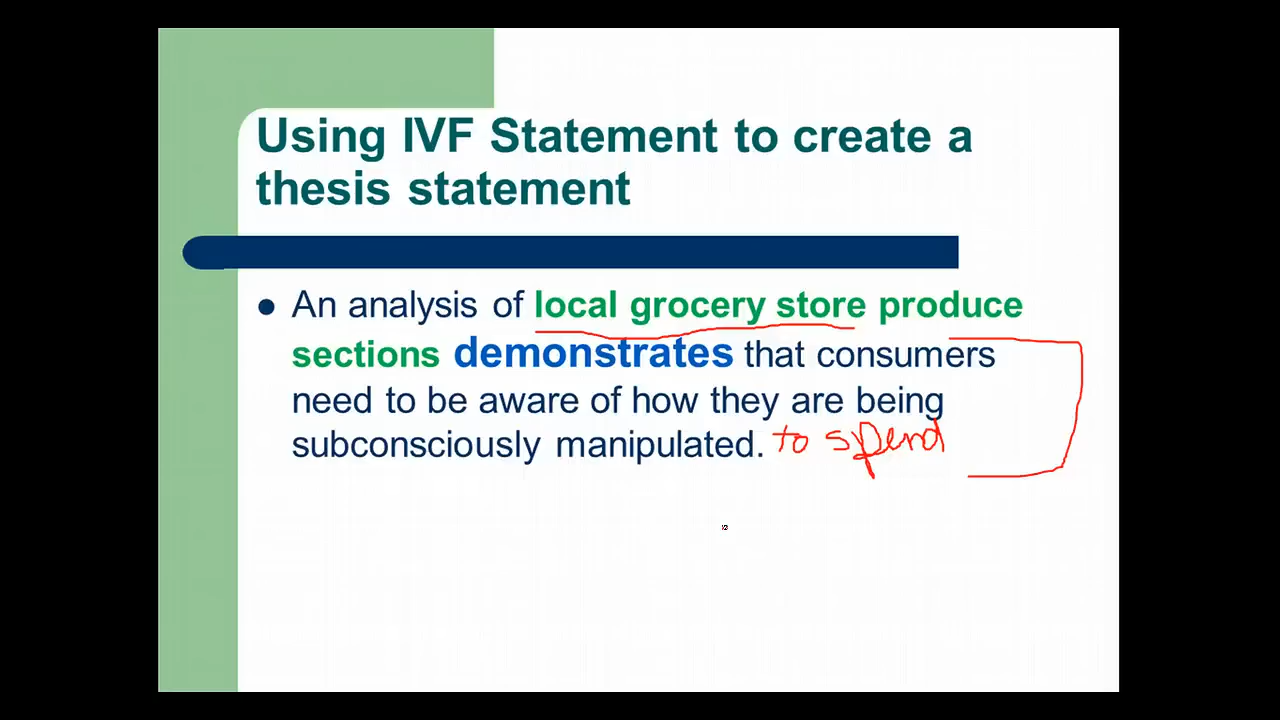 Using IVF Statement to create a
thesis statement
● An analysis of local grocery store produce
sections demonstrates that consumers
need to be aware of how they are being
subconsciously manipulated. to spend